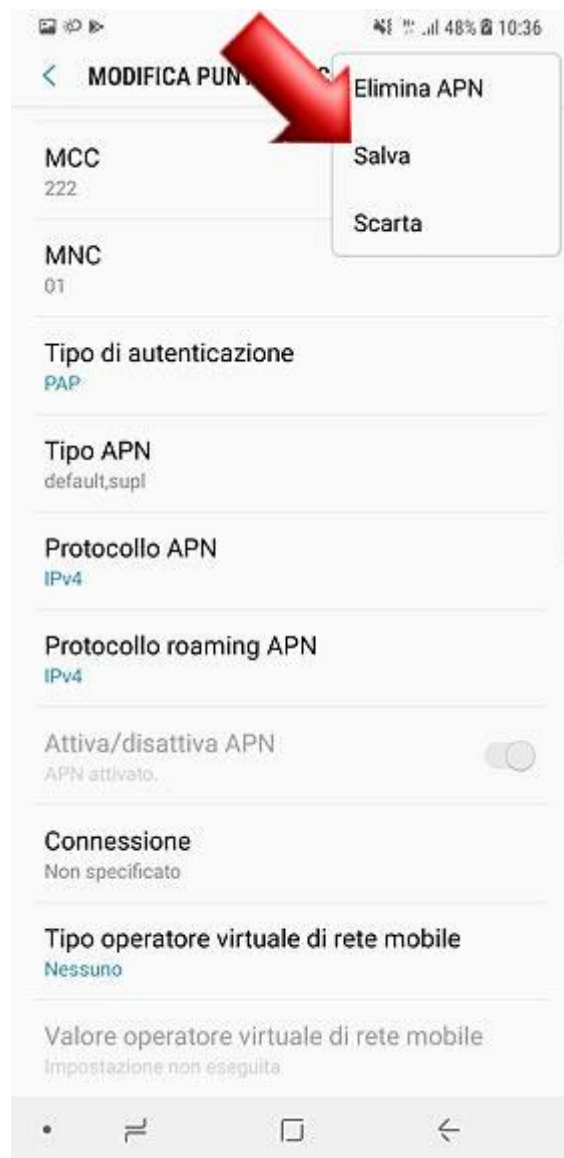 48% 10:36
MODIFICA PUN
Elimina APN
Salva
Scarta
MCC
222
MNC
01
Tipo di autenticazione
PAP
Tipo APN
default,supl
Protocollo APN
IPv4
Protocollo roaming APN
IPv4
Attiva/disattiva APN
APN attivato.
Connessione
Non specificato
Tipo operatore virtuale di rete mobile
Nessuno
Valore operatore virtuale di rete mobile
Impostazione non eseguita